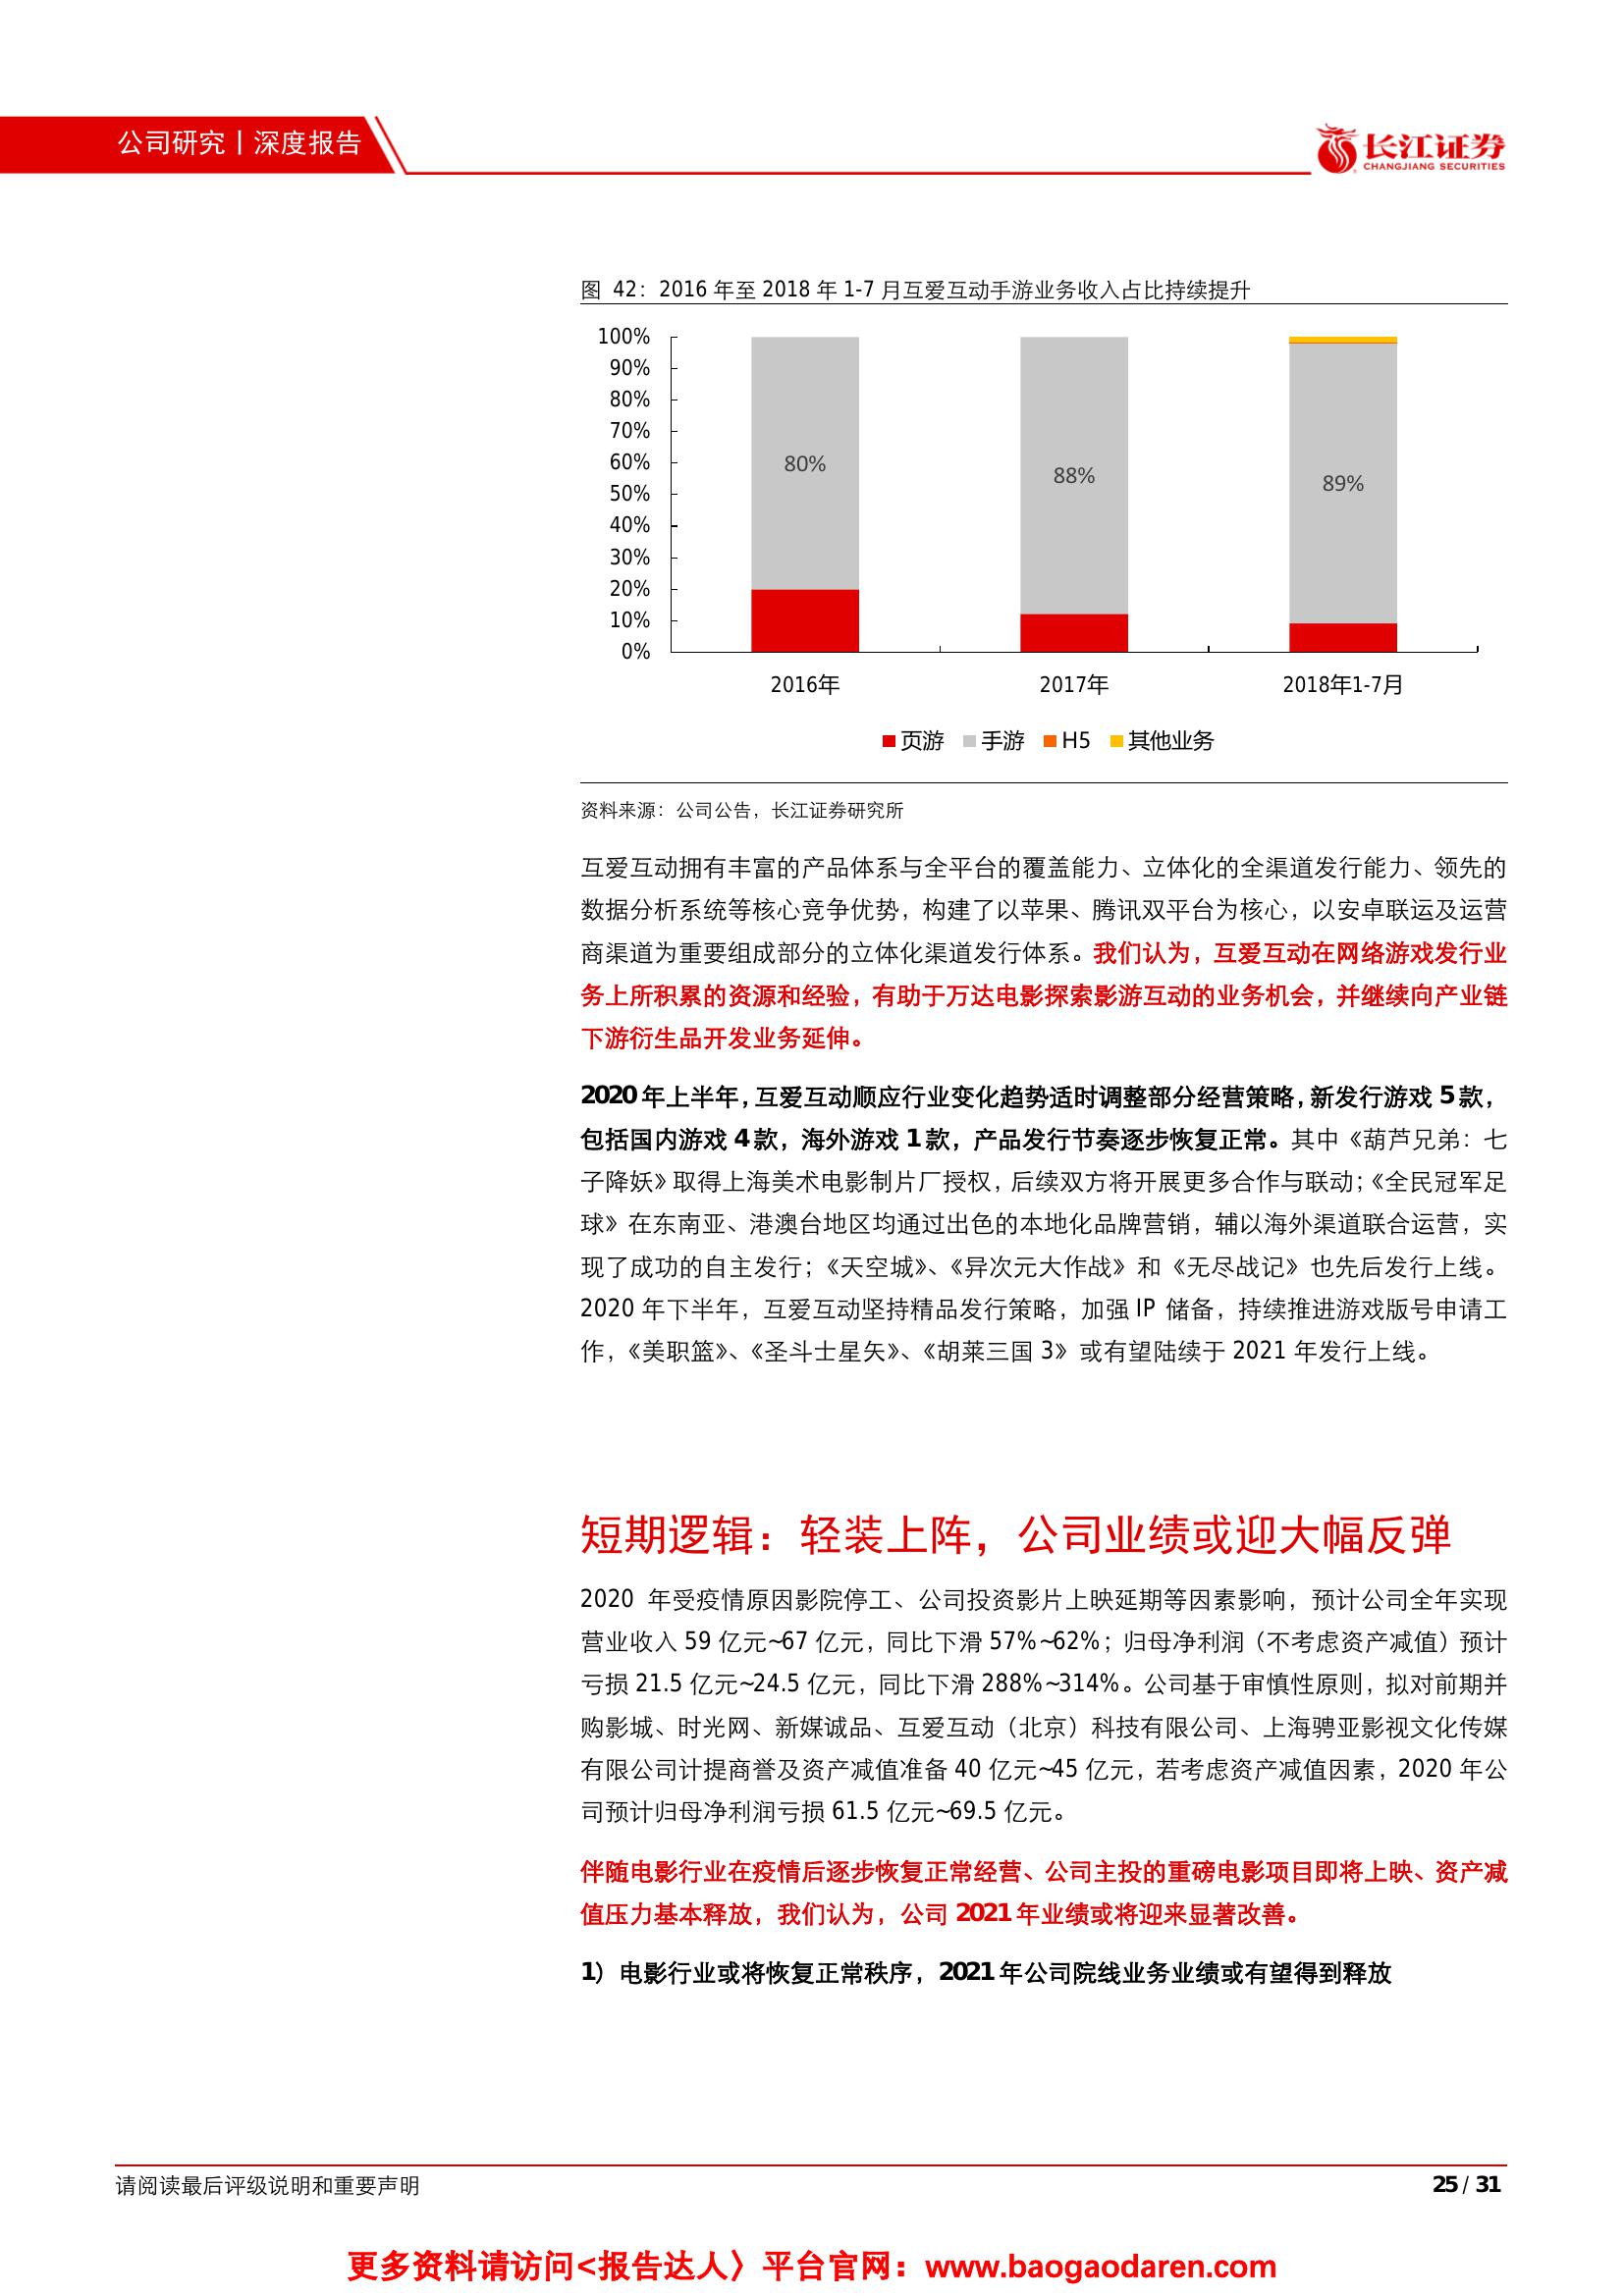 公司研究丨深度报告
长江证券
CHANGJIANG SECURITIES
图 42：2016 年至 2018 年 1-7 月互爱互动手游业务收入占比持续提升
100%
90%
80%
70%
60%
50%
40%
30%
20%
10%
0%
80%
88%
89%
2016年
2017年
2018年1-7月
页游 手游 H5 其他业务
资料来源：公司公告，长江证券研究所
互爱互动拥有丰富的产品体系与全平台的覆盖能力、立体化的全渠道发行能力、领先的
数据分析系统等核心竞争优势，构建了以苹果、腾讯双平台为核心，以安卓联运及运营
商渠道为重要组成部分的立体化渠道发行体系。我们认为，互爱互动在网络游戏发行业
务上所积累的资源和经验，有助于万达电影探索影游互动的业务机会，并继续向产业链
下游衍生品开发业务延伸。
2020 年上半年，互爱互动顺应行业变化趋势适时调整部分经营策略，新发行游戏 5 款，
包括国内游戏 4 款，海外游戏 1 款，产品发行节奏逐步恢复正常。其中《葫芦兄弟：七
子降妖》取得上海美术电影制片厂授权，后续双方将开展更多合作与联动；《全民冠军足
球》在东南亚、港澳台地区均通过出色的本地化品牌营销，辅以海外渠道联合运营，实
现了成功的自主发行；《天空城》、《异次元大作战》和《无尽战记》也先后发行上线。
2020 年下半年，互爱互动坚持精品发行策略，加强 IP 储备，持续推进游戏版号申请工
作，《美职篮》、《圣斗士星矢》、《胡莱三国 3》或有望陆续于 2021 年发行上线。
短期逻辑：轻装上阵，公司业绩或迎大幅反弹
2020 年受疫情原因影院停工、公司投资影片上映延期等因素影响，预计公司全年实现
营业收入 59 亿元~67 亿元，同比下滑 57%~62%；归母净利润（不考虑资产减值）预计
亏损 21.5 亿元~24.5 亿元，同比下滑 288%~314%。公司基于审慎性原则，拟对前期并
购影城、时光网、新媒诚品、互爱互动（北京）科技有限公司、上海骋亚影视文化传媒
有限公司计提商誉及资产减值准备 40 亿元~45 亿元，若考虑资产减值因素，2020 年公
司预计归母净利润亏损 61.5 亿元~69.5 亿元。
伴随电影行业在疫情后逐步恢复正常经营、公司主投的重磅电影项目即将上映、资产减
值压力基本释放，我们认为，公司 2021 年业绩或将迎来显著改善。
1）电影行业或将恢复正常秩序，2021 年公司院线业务业绩或有望得到释放
请阅读最后评级说明和重要声明
25 / 31
更多资料请访问<报告达人〉平台官网：www.baogaodaren.com